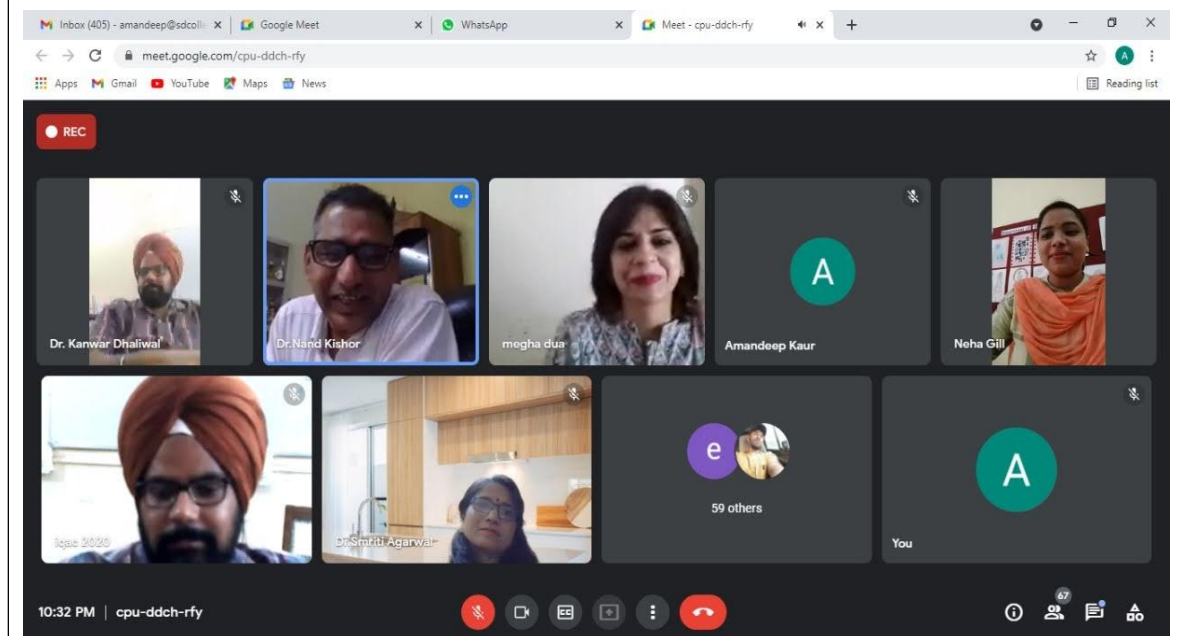 Inbox (405) - amandeep@sdcolle Google Meet WhatsApp Meet - cpu-ddch-rfy
meet.google.com/cpu-ddch-rfy A
Apps Gmail YouTube Maps News Reading list
REC
A
Dr. Kanwar Dhaliwal Dr.Nand Kishor megha dua Amandeep Kaur Neha Gill
e A
59 others
iqac 2020 Dr.Smriti Agarwal You
67
10:32 PM | cpu-ddch-rfy CC